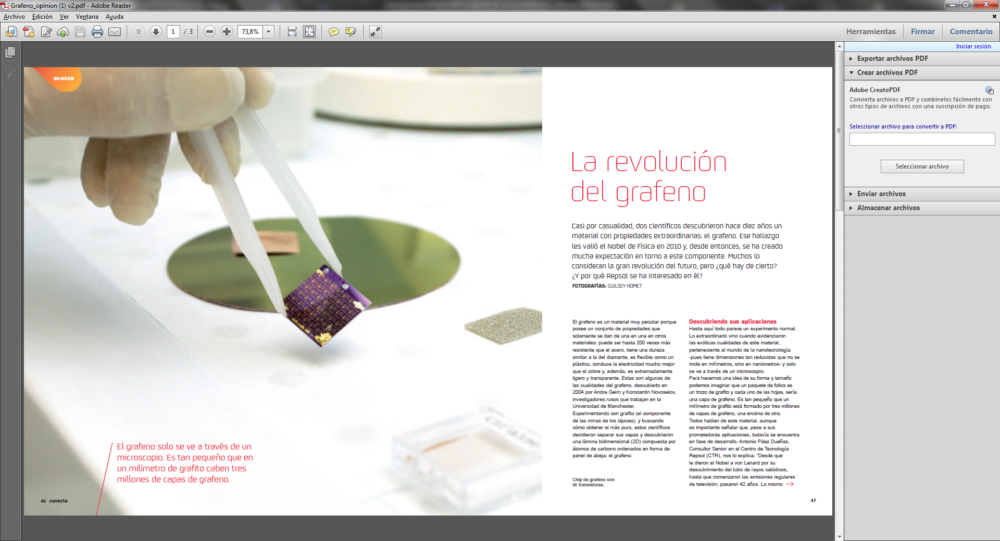 Grafeno_opinion (1) v2.pdf - Adobe Reader
Archivo Edición Ver Ventana Ayuda
1 / 3 73,8%
Herramientas Firmar Comentario
Iniciar sesión
Exportar archivos PDF
Crear archivos PDF
Adobe CreatePDF
Convierta archivos a PDF y combínelos fácilmente con
otros tipos de archivos con una suscripción de pago.
Seleccionar archivo para convertir a PDF:
Seleccionar archivo
Enviar archivos
Almacenar archivos
avanza
El grafeno solo se ve a través de un
microscopio. Es tan pequeño que en
un milímetro de grafito caben tres
millones de capas de grafeno.
46 conecta
La revolución
del grafeno
Casi por casualidad, dos científicos descubrieron hace diez años un
material con propiedades extraordinarias: el grafeno. Ese hallazgo
les valió el Nobel de Física en 2010 y, desde entonces, se ha creado
mucha expectación en torno a este componente. Muchos lo
consideran la gran revolución del futuro, pero ¿qué hay de cierto?
¿Y por qué Repsol se ha interesado en él?
FOTOGRAFÍAS: GUILSEY HOMET
El grafeno es un material muy peculiar porque
posee un conjunto de propiedades que
solamente se dan de una en una en otros
materiales: puede ser hasta 200 veces más
resistente que el acero, tiene una dureza
similar a la del diamante, es flexible como un
plástico, conduce la electricidad mucho mejor
que el cobre y, además, es extremadamente
ligero y transparente. Estas son algunas de
las cualidades del grafeno, descubierto en
2004 por Andre Geim y Konstantin Novoselov,
investigadores rusos que trabajan en la
Universidad de Manchester.
Experimentando con grafito (el componente
de las minas de los lápices), y buscando
cómo obtener el más puro, estos científicos
decidieron separar sus capas y descubrieron
una lámina bidimensional (2D) compuesta por
átomos de carbono ordenados en forma de
panel de abeja: el grafeno.
Chip de grafeno con
50 transistores.
Descubriendo sus aplicaciones
Hasta aquí todo parece un experimento normal.
Lo extraordinario vino cuando evidenciaron
las exóticas cualidades de este material,
perteneciente al mundo de la nanotecnología
-pues tiene dimensiones tan reducidas que no se
mide en milímetros, sino en nanómetros- y solo
se ve a través de un microscopio.
Para hacernos una idea de su forma y tamaño
podemos imaginar que un paquete de folios es
un trozo de grafito y cada uno de las hojas, sería
una capa de grafeno. Es tan pequeño que un
milímetro de grafito está formado por tres millones
de capas de grafeno, una encima de otra.
Todos hablan de este material, aunque
es importante señalar que, pese a sus
prometedoras aplicaciones, todavía se encuentra
en fase de desarrollo. Antonio Páez Dueñas,
Consultor Senior en el Centro de Tecnología
Repsol (CTR), nos lo explica: "Desde que
le dieron el Nobel a von Lenard por su
descubrimiento del tubo de rayos catódicos,
hasta que comenzaron las emisiones regulares
de televisión, pasaron 42 años. Lo mismo
47